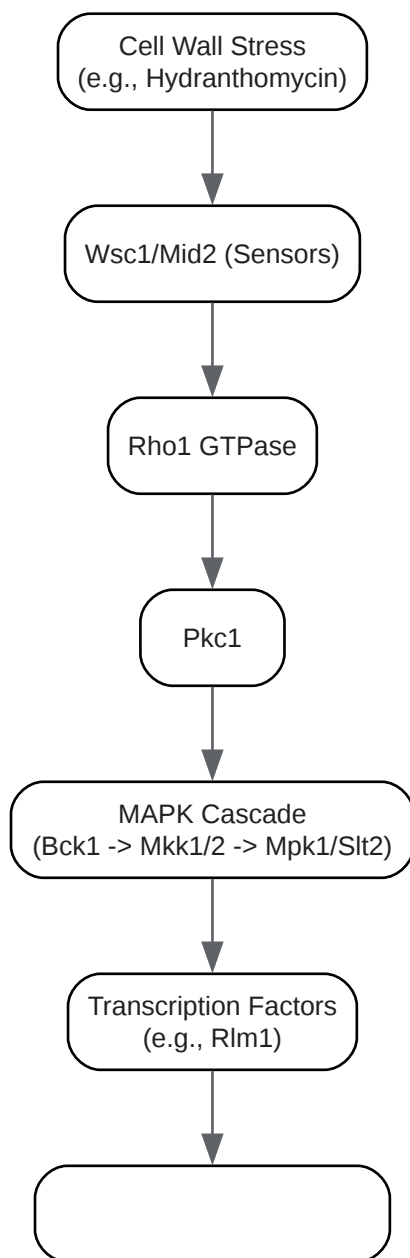 Cell Wall Stress
(e.g., Hydranthomycin)
Wsc1/Mid2 (Sensors)
Rho1 GTPase
Pkc1
MAPK Cascade
(Bck1 -> Mkk1/2 -> Mpk1/Slt2)
Transcription Factors
(e.g., Rlm1)